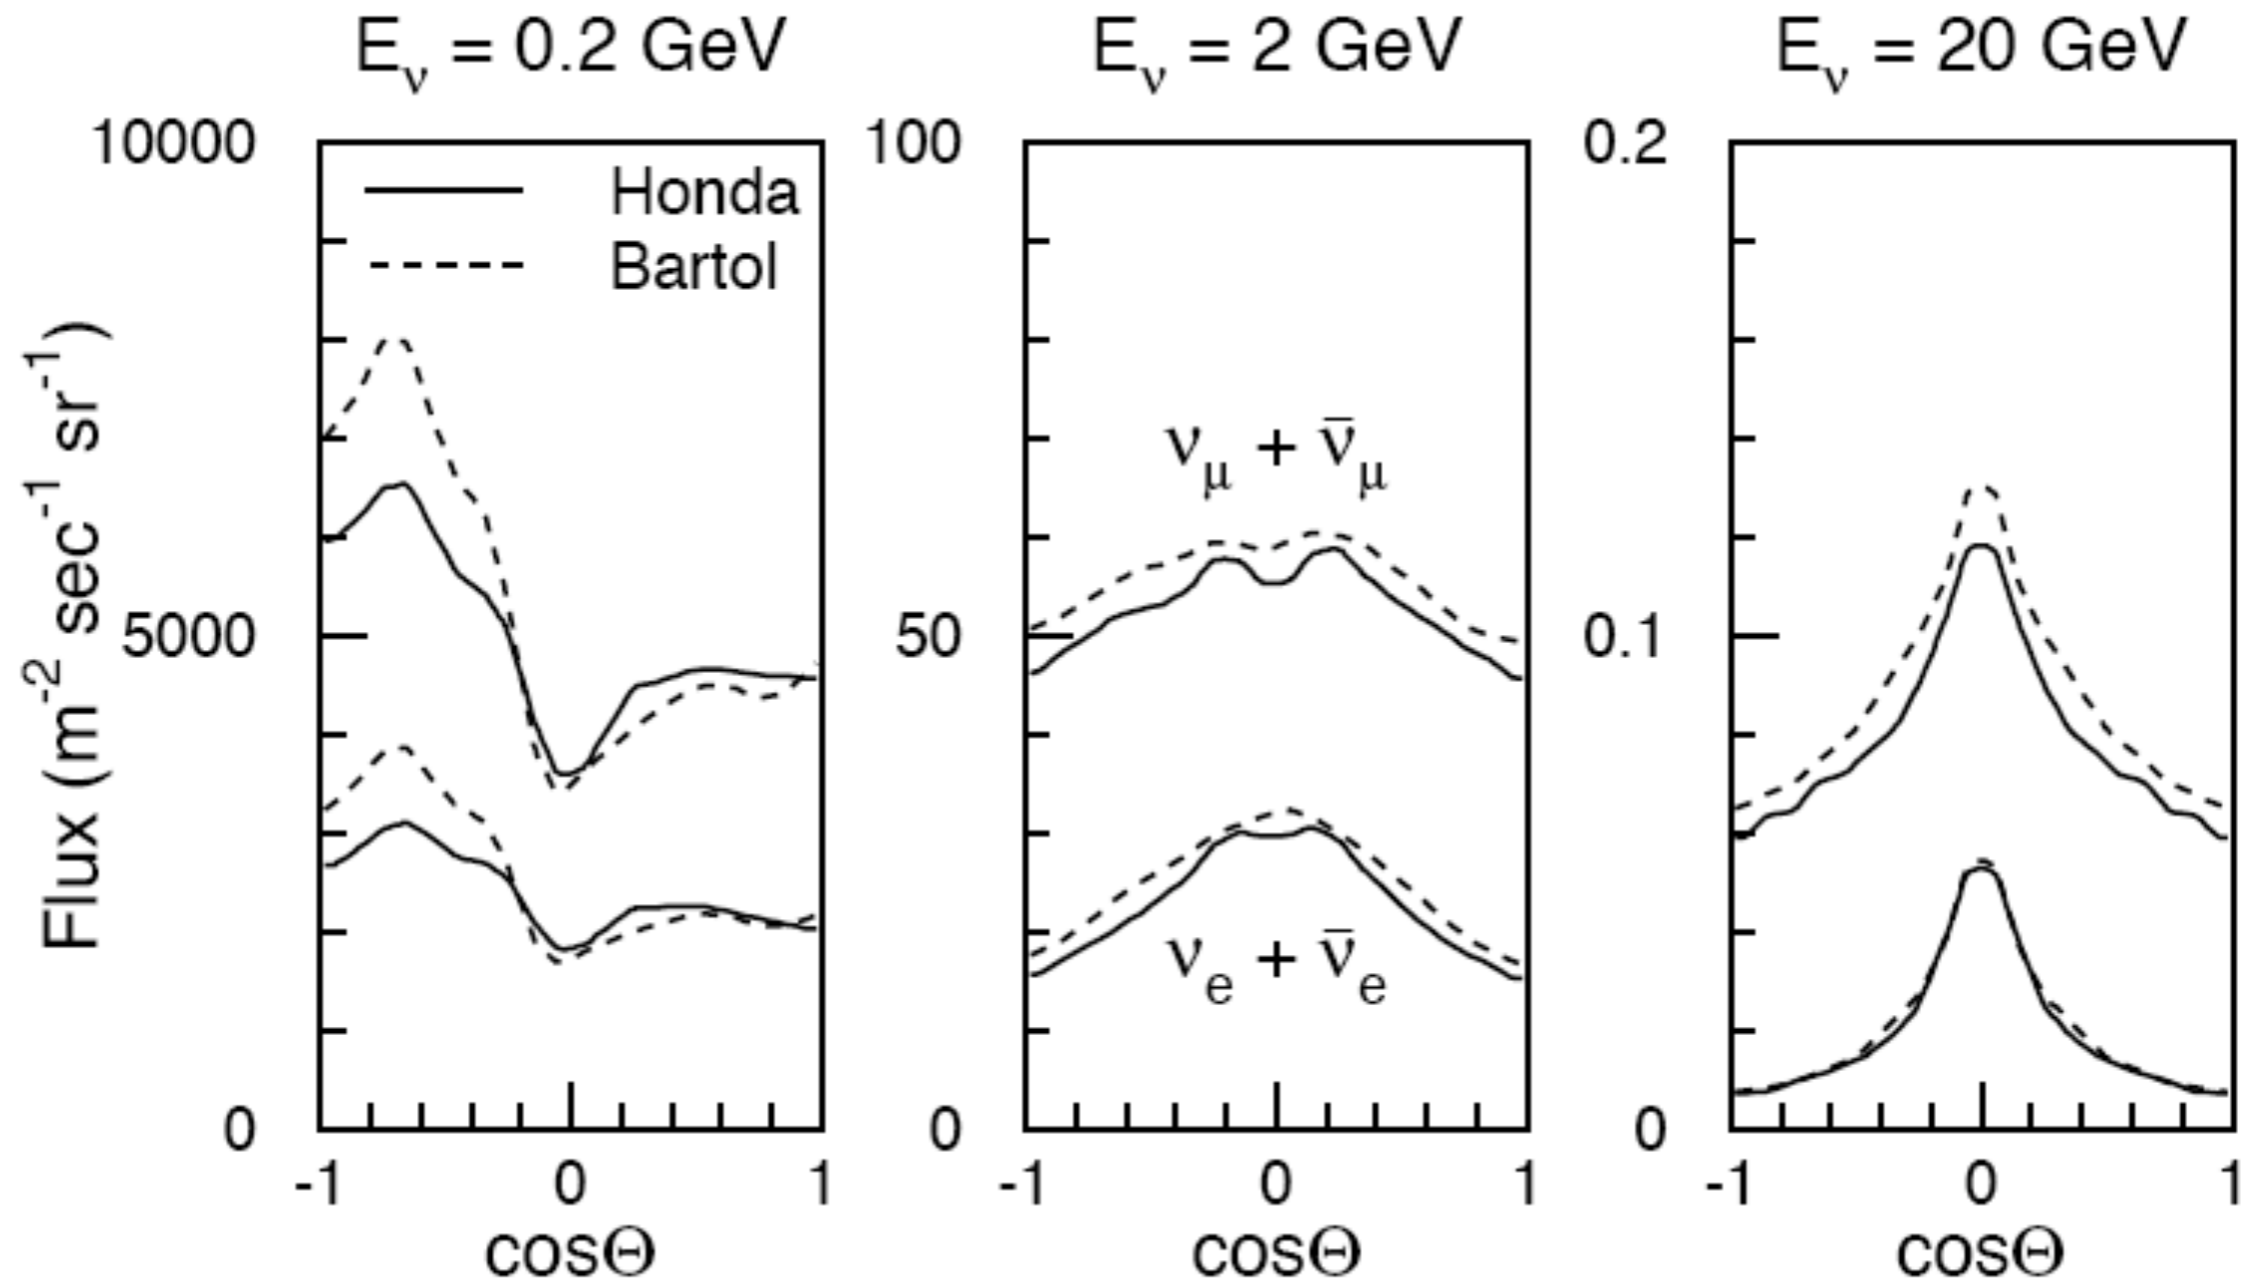 E_ν = 0.2 GeV
E_ν = 2 GeV
E_ν = 20 GeV
Flux (m⁻² sec⁻¹ sr⁻¹)
10000
5000
0
Honda
Bartol
-1 0 1
cosΘ
100
50
0
ν_μ + ν̄_μ
ν_e + ν̄_e
-1 0 1
cosΘ
0.2
0.1
0
-1 0 1
cosΘ